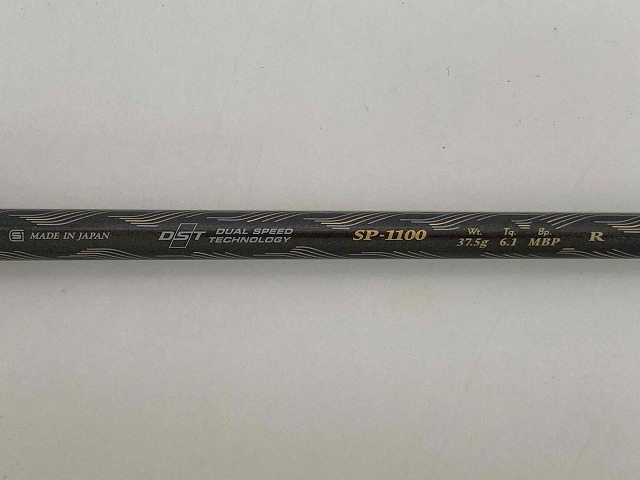 S MADE IN JAPAN
DST DUAL SPEED
TECHNOLOGY
SP-1100
Wt. Tq. Bp.
37.5g 6.1 MBP
R